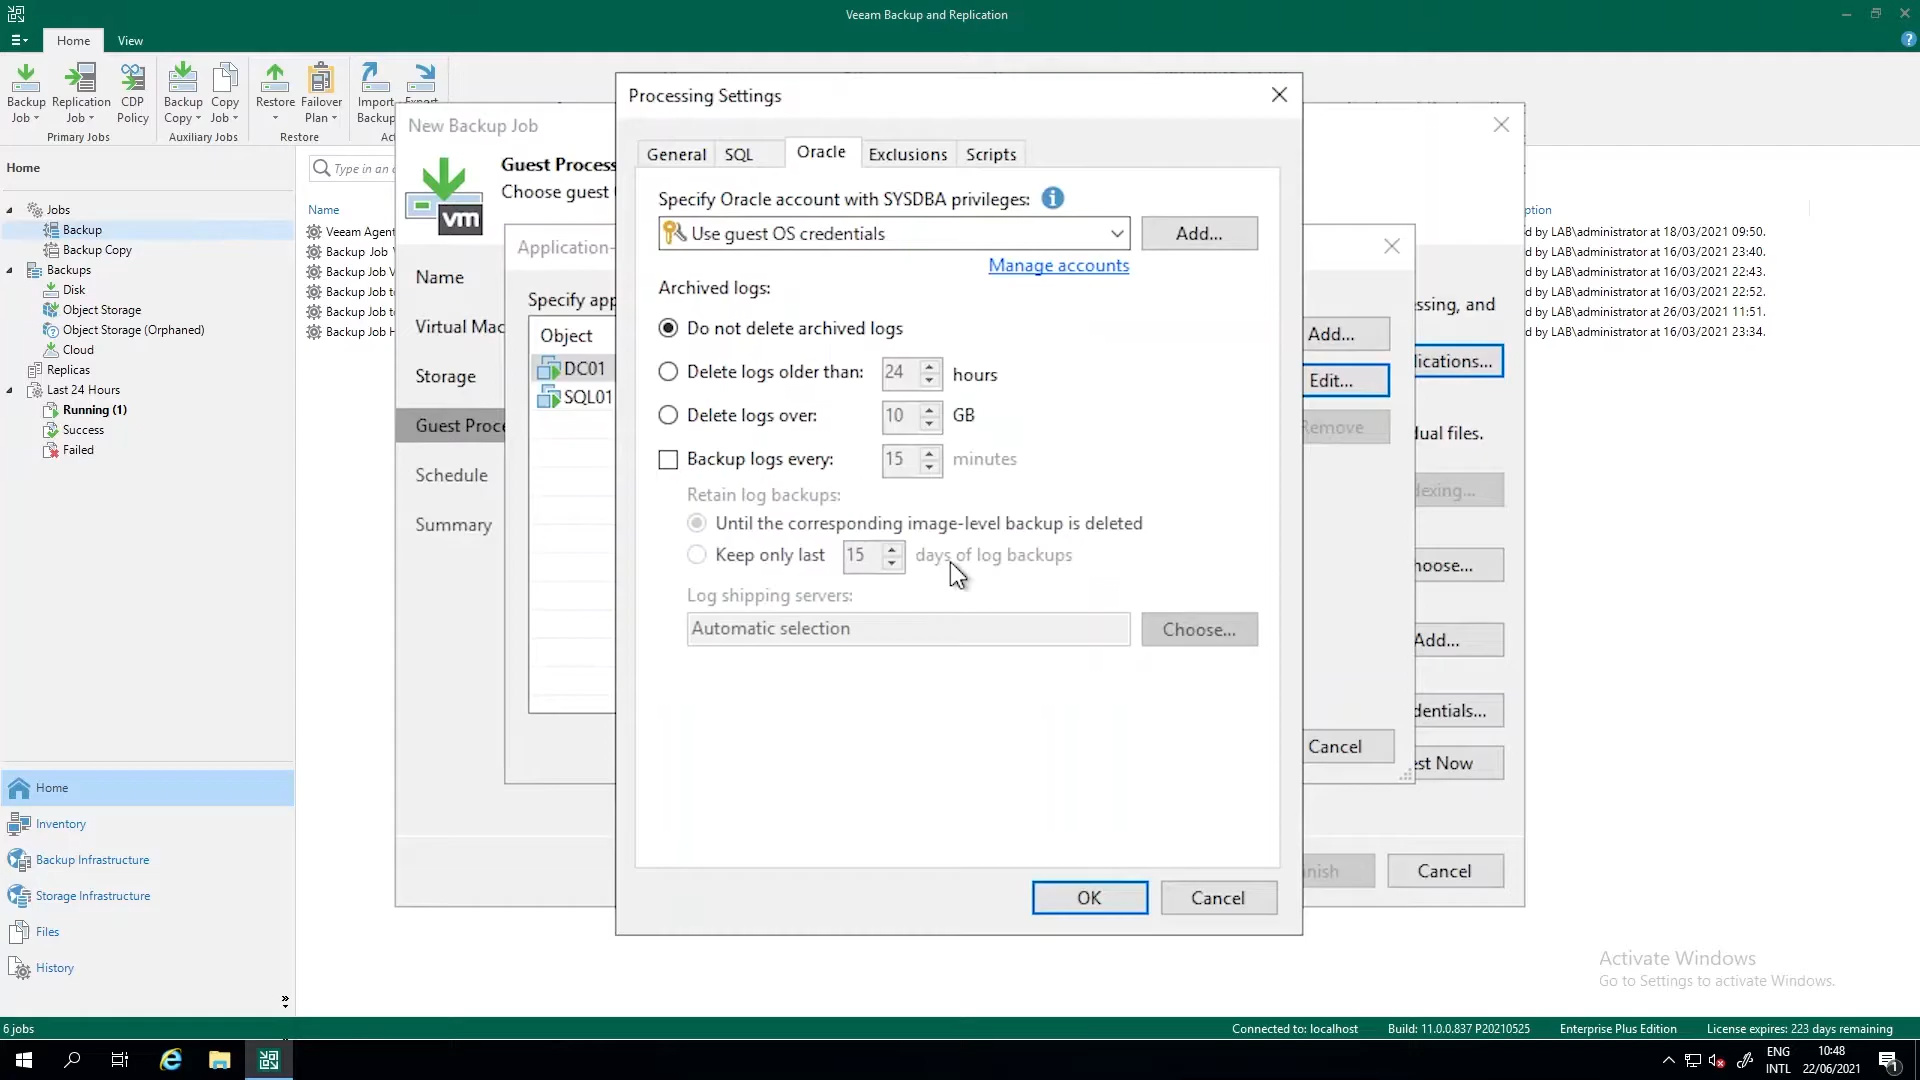 Veeam Backup and Replication
Home View
Backup Job Replication Job CDP Policy Backup Copy Copy Job Restore Failover Plan Import Backup Export
Primary Jobs Auxiliary Jobs Restore
Home
Jobs
Backup
Backup Copy
Backups
Disk
Object Storage
Object Storage (Orphaned)
Cloud
Replicas
Last 24 Hours
Running (1)
Success
Failed
Home
Inventory
Backup Infrastructure
Storage Infrastructure
Files
History
Type in
Name
Veeam Agent
Backup Job
Backup Job V
Backup Job to
Backup Job to
Backup Job H
by LAB\administrator at 18/03/2021 09:50.
by LAB\administrator at 16/03/2021 23:40.
by LAB\administrator at 16/03/2021 22:43.
by LAB\administrator at 16/03/2021 22:52.
by LAB\administrator at 26/03/2021 11:51.
by LAB\administrator at 16/03/2021 23:34.
New Backup Job
vm
Guest Process
Choose guest
Name
Virtual Mac
Storage
Guest Proce
Schedule
Summary
Application-
Specify app
Object
DC01
SQL01
Add...
Edit...
Remove
Cancel
ssing, and
lications...
dual files.
dexing...
hoose...
Add...
dentials...
est Now
inish Cancel
Processing Settings
General SQL Oracle Exclusions Scripts
Specify Oracle account with SYSDBA privileges:
Use guest OS credentials Add...
Manage accounts
Archived logs:
Do not delete archived logs
Delete logs older than: 24 hours
Delete logs over: 10 GB
Backup logs every: 15 minutes
Retain log backups:
Until the corresponding image-level backup is deleted
Keep only last 15 days of log backups
Log shipping servers:
Automatic selection Choose...
OK Cancel
Activate Windows
Go to Settings to activate Windows.
6 jobs Connected to: localhost Build: 11.0.0.837 P20210525 Enterprise Plus Edition License expires: 223 days remaining
ENG 10:48
INTL 22/06/2021 1